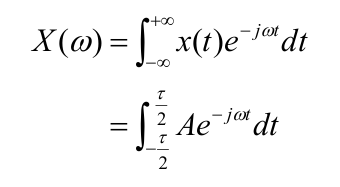 X(ω) = ∫_{-∞}^{+∞} x(t)e^{-jωt}dt
= ∫_{-τ/2}^{τ/2} Ae^{-jωt}dt